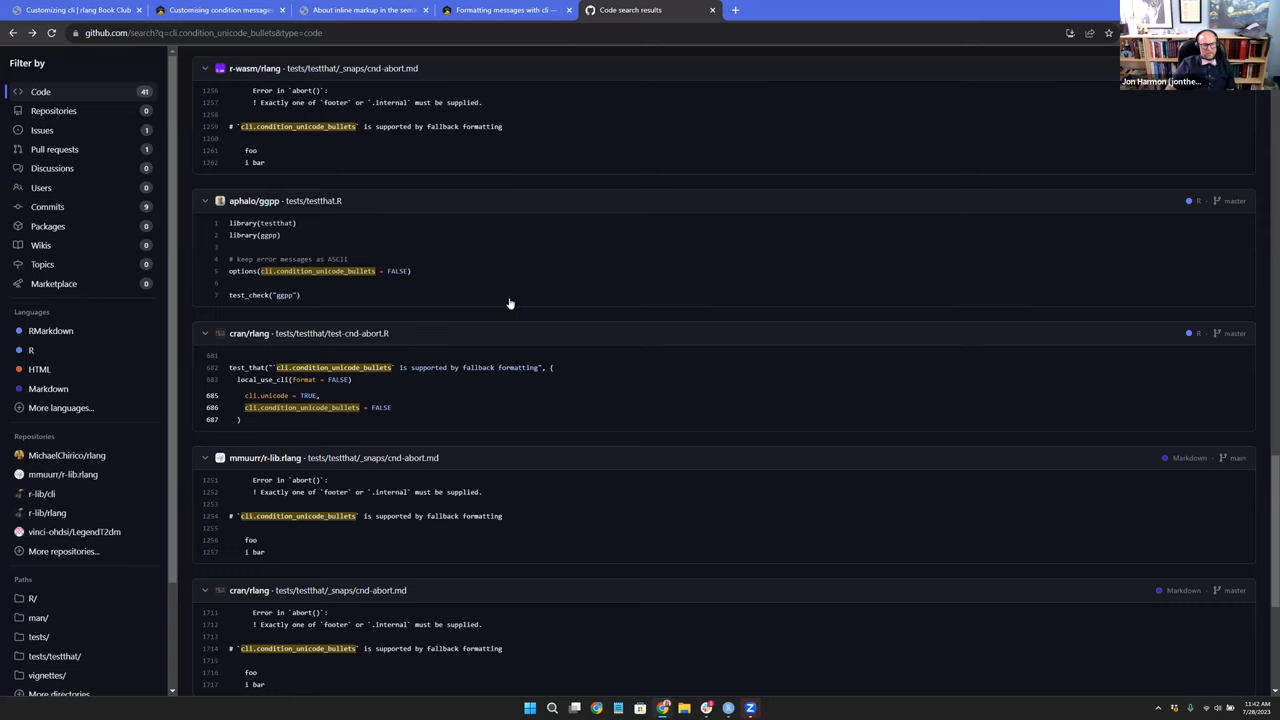 Customizing cli | rlang Book Club
Customising condition messages
About inline markup in the sem
Formatting messages with cli —
Code search results
github.com/search?q=cli.condition_unicode_bullets&type=code
Jon Harmon (jonthe...
Filter by
Code 41
Repositories 0
Issues 1
Pull requests 149
Discussions 0
Users 0
Commits 9
Packages 0
Wikis 0
Topics 0
Marketplace 0
Languages
RMarkdown
R
HTML
Markdown
More languages...
Repositories
MichaelChirico/rlang
mmuurr/r-lib.rlang
r-lib/cli
r-lib/rlang
vinci-ohdsi/LegendT2dm
More repositories...
Paths
R/
man/
tests/
tests/testthat/
vignettes/
More directories
r-wasm/rlang · tests/testthat/_snaps/cnd-abort.md
1256 Error in `abort()`:
1257 ! Exactly one of `footer` or `.internal` must be supplied.
1258
1259 # `cli.condition_unicode_bullets` is supported by fallback formatting
1260
1261 foo
1262 i bar
aphalo/ggpp · tests/testthat.R
R · master
1 library(testthat)
2 library(ggpp)
3
4 # keep error messages as ASCII
5 options(cli.condition_unicode_bullets = FALSE)
6
7 test_check("ggpp")
cran/rlang · tests/testthat/test-cnd-abort.R
R · master
681
682 test_that("`cli.condition_unicode_bullets` is supported by fallback formatting", {
683 local_use_cli(format = FALSE)
685 cli.unicode = TRUE,
686 cli.condition_unicode_bullets = FALSE
687 )
mmuurr/r-lib.rlang · tests/testthat/_snaps/cnd-abort.md
Markdown · main
1251 Error in `abort()`:
1252 ! Exactly one of `footer` or `.internal` must be supplied.
1253
1254 # `cli.condition_unicode_bullets` is supported by fallback formatting
1255
1256 foo
1257 i bar
cran/rlang · tests/testthat/_snaps/cnd-abort.md
Markdown · master
1711 Error in `abort()`:
1712 ! Exactly one of `footer` or `.internal` must be supplied.
1713
1714 # `cli.condition_unicode_bullets` is supported by fallback formatting
1715
1716 foo
1717 i bar
11:42 AM
7/28/2023